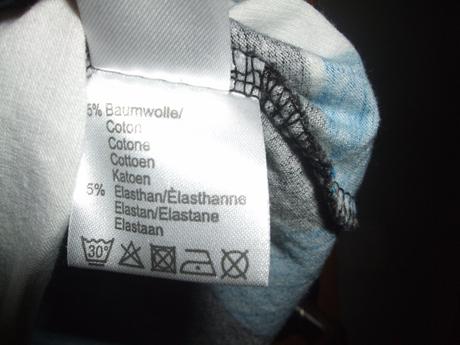 5% Baumwolle/
Coton
Cotone
Cottoen
Katoen
5% Elasthan/Élasthanne
Elastan/Elastane
Elastaan
30°